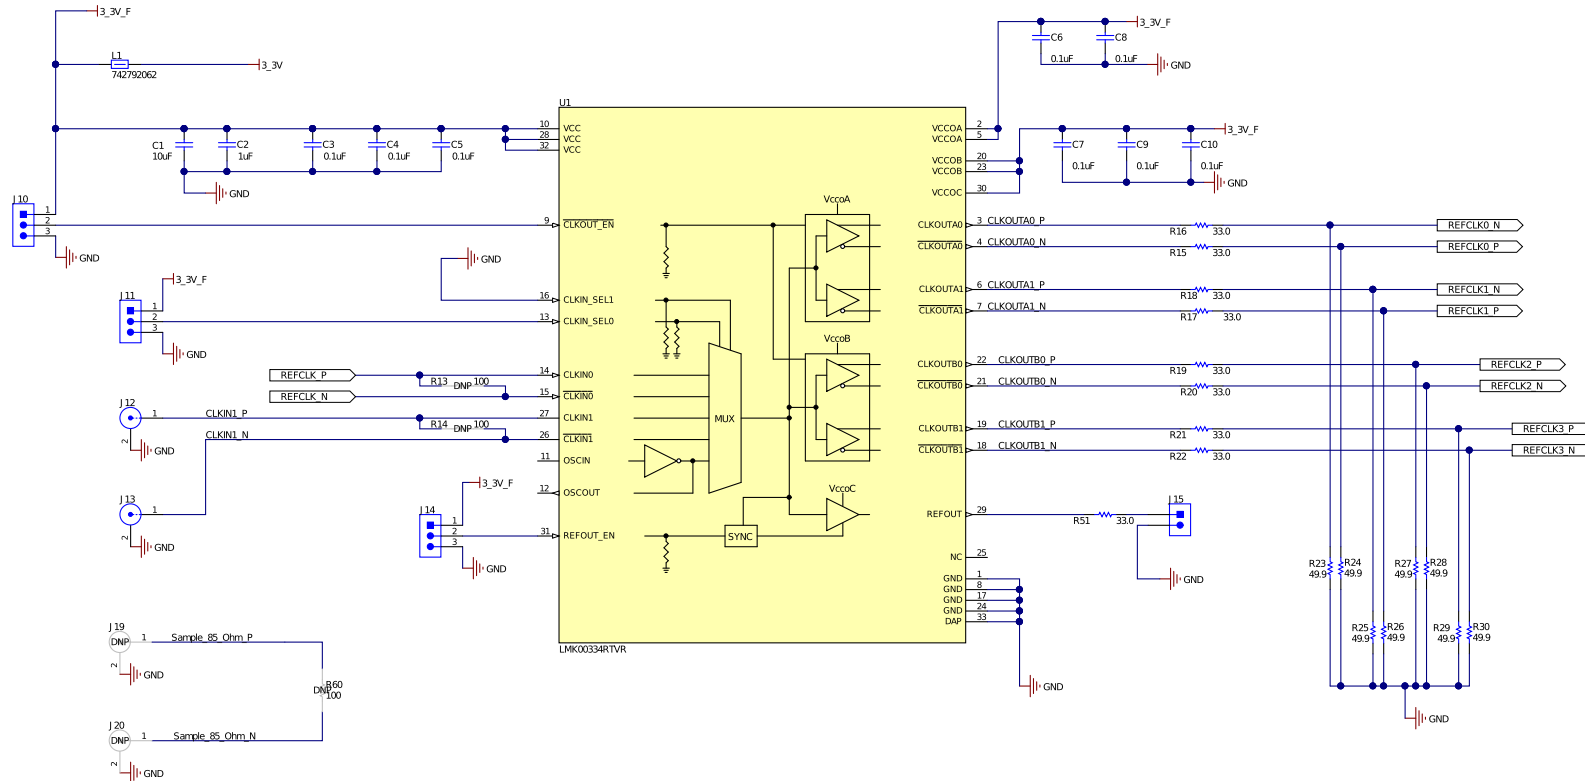 3_3V_F
L1
742792062
3_3V
C1
10uF
C2
1uF
C3
0.1uF
C4
0.1uF
C5
0.1uF
GND
J10
1
2
3
GND
J11
1
2
3
3_3V_F
GND
GND
REFCLK_P
REFCLK_N
R13
DNP
100
J12
1
2
GND
CLKIN1_P
R14
DNP
100
CLKIN1_N
J13
1
2
GND
J14
1
2
3
3_3V_F
GND
J19
DNP
1
2
GND
Sample_85_Ohm_P
DNP
R60
100
J20
DNP
1
2
GND
Sample_85_Ohm_N
U1
10 VCC
28 VCC
32 VCC
9 CLKOUT_EN
16 CLKIN_SEL1
13 CLKIN_SEL0
14 CLKIN0
15 CLKIN0
27 CLKIN1
26 CLKIN1
11 OSCIN
12 OSCOUT
31 REFOUT_EN
MUX
SYNC
VccoA
VccoB
VccoC
VCCOA 2
VCCOA 5
VCCOB 20
VCCOB 23
VCCOC 30
CLKOUTA0 3 CLKOUTA0_P
CLKOUTA0 4 CLKOUTA0_N
CLKOUTA1 6 CLKOUTA1_P
CLKOUTA1 7 CLKOUTA1_N
CLKOUTB0 22 CLKOUTB0_P
CLKOUTB0 21 CLKOUTB0_N
CLKOUTB1 19 CLKOUTB1_P
CLKOUTB1 18 CLKOUTB1_N
REFOUT 29
NC 25
GND 1
GND 8
GND 17
GND 24
DAP 33
LMK00334RTVR
GND
C6
0.1uF
C8
0.1uF
3_3V_F
GND
C7
0.1uF
C9
0.1uF
C10
0.1uF
3_3V_F
GND
R16 33.0
R15 33.0
R18 33.0
R17 33.0
R19 33.0
R20 33.0
R21 33.0
R22 33.0
REFCLK0_N
REFCLK0_P
REFCLK1_N
REFCLK1_P
REFCLK2_P
REFCLK2_N
REFCLK3_P
REFCLK3_N
R51 33.0
J15
1
2
GND
R23
49.9
R24
49.9
R27
49.9
R28
49.9
R25
49.9
R26
49.9
R29
49.9
R30
49.9
GND